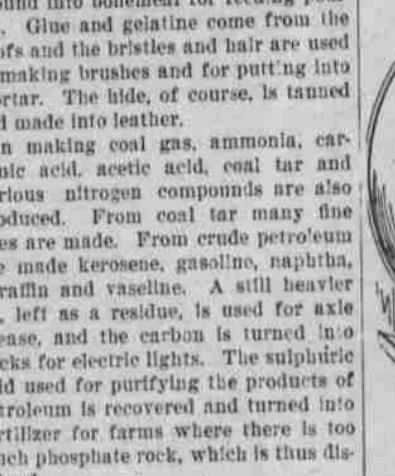 ound into bonemeal for feeding
. Glue and gelatine come from the
ofs and the bristles and hair are used
making brushes and for putting into
ortar. The hide, of course, is tanned
d made into leather.
n making coal gas, ammonia, car-
nic acid, acetic acid, coal tar and
rious nitrogen compounds are also
oduced. From coal tar many fine
es are made. From crude petroleum
e made kerosene, gasoline, naphtha,
raffin and vaseline. A still heavier
, left as a residue, is used for axle
ease, and the carbon is turned into
cks for electric lights. The sulphuric
id used for purifying the products of
troleum is recovered and turned into
rtilizer for farms where there is too
uch phosphate rock, which is thus dis-